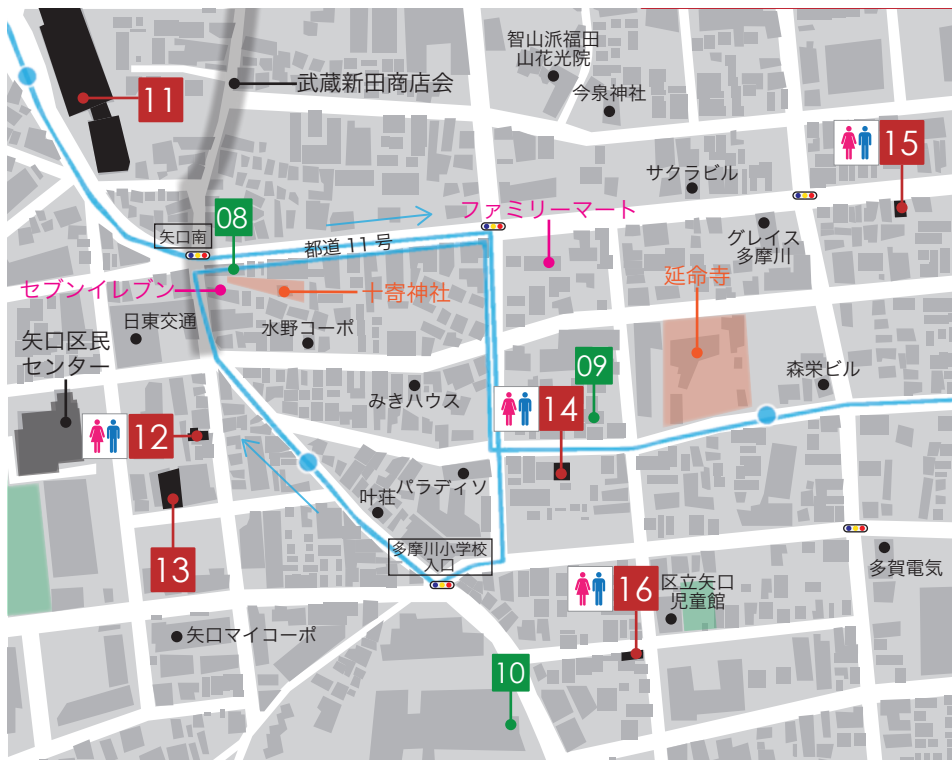 智山派福田
山花光院
今泉神社
武蔵新田商店会
11
15
サクラビル
08
ファミリーマート
矢口南
都道 11 号
グレイス
多摩川
延命寺
セブンイレブン
十寄神社
日東交通
水野コーポ
矢口区民
センター
09
森栄ビル
みきハウス
14
12
パラディソ
叶荘
多摩川小学校
入口
13
多賀電気
16
区立矢口
児童館
矢口マイコーポ
10